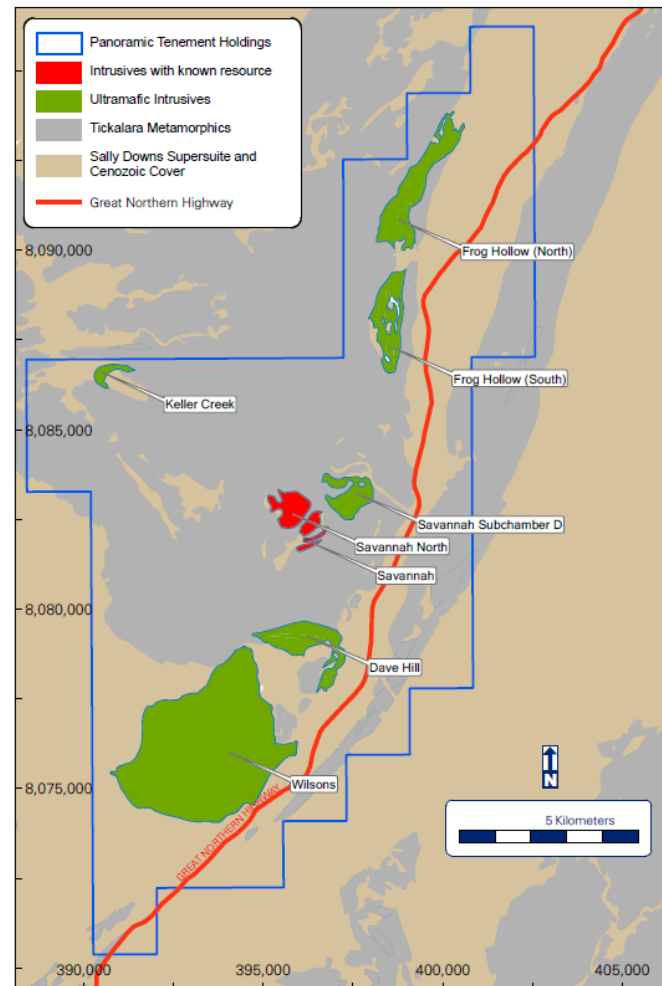 Panoramic Tenement Holdings
Intrusives with known resource
Ultramafic Intrusives
Tickalara Metamorphics
Sally Downs Supersuite and
Cenozoic Cover
Great Northern Highway
8,090,000
Frog Hollow (North)
Frog Hollow (South)
Keller Creek
8,085,000
Savannah Subchamber D
Savannah North
Savannah
8,080,000
Dave Hill
Wilsons
8,075,000
GREAT NORTHERN HIGHWAY
N
5 Kilometers
390,000
395,000
400,000
405,000